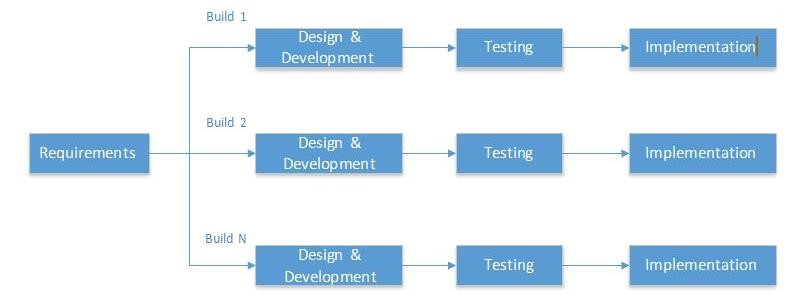 Build 1
Design &
Development
Testing
Implementation
Build 2
Requirements
Design &
Development
Testing
Implementation
Build N
Design &
Development
Testing
Implementation